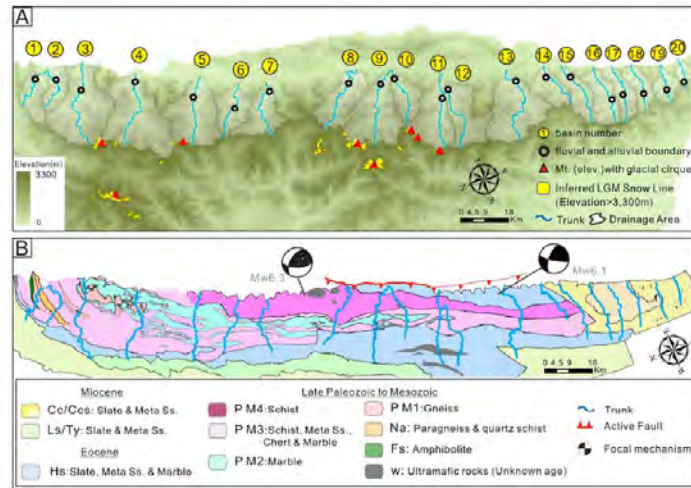 A
1 2 3 4 5 6 7 8 9 10 11 12 13 14 15 16 17 18 19 20
Elevation(m)
3300
0
1 basin number
fluvial and alluvial boundary
Mt. (elev.) with glacial cirque
Inferred LGM Snow Line
(Elevation>3,300m)
Trunk Drainage Area
0 4.5 9 18
Km
B
Mw6.3
Mw6.1
0 4.5 9 18
Km
Miocene
Cc/Ccs: Slate & Meta Ss.
Ls/Ty: Slate & Meta Ss.
Eocene
Hs: Slate, Meta Ss. & Marble
Late Paleozoic to Mesozoic
P M4: Schist
P M3: Schist, Meta Ss.,
Chert & Marble
P M2: Marble
P M1: Gneiss
Na: Paragneiss & quartz schist
Fs: Amphibolite
w: Ultramafic rocks (Unknown age)
Trunk
Active Fault
Focal mechanism